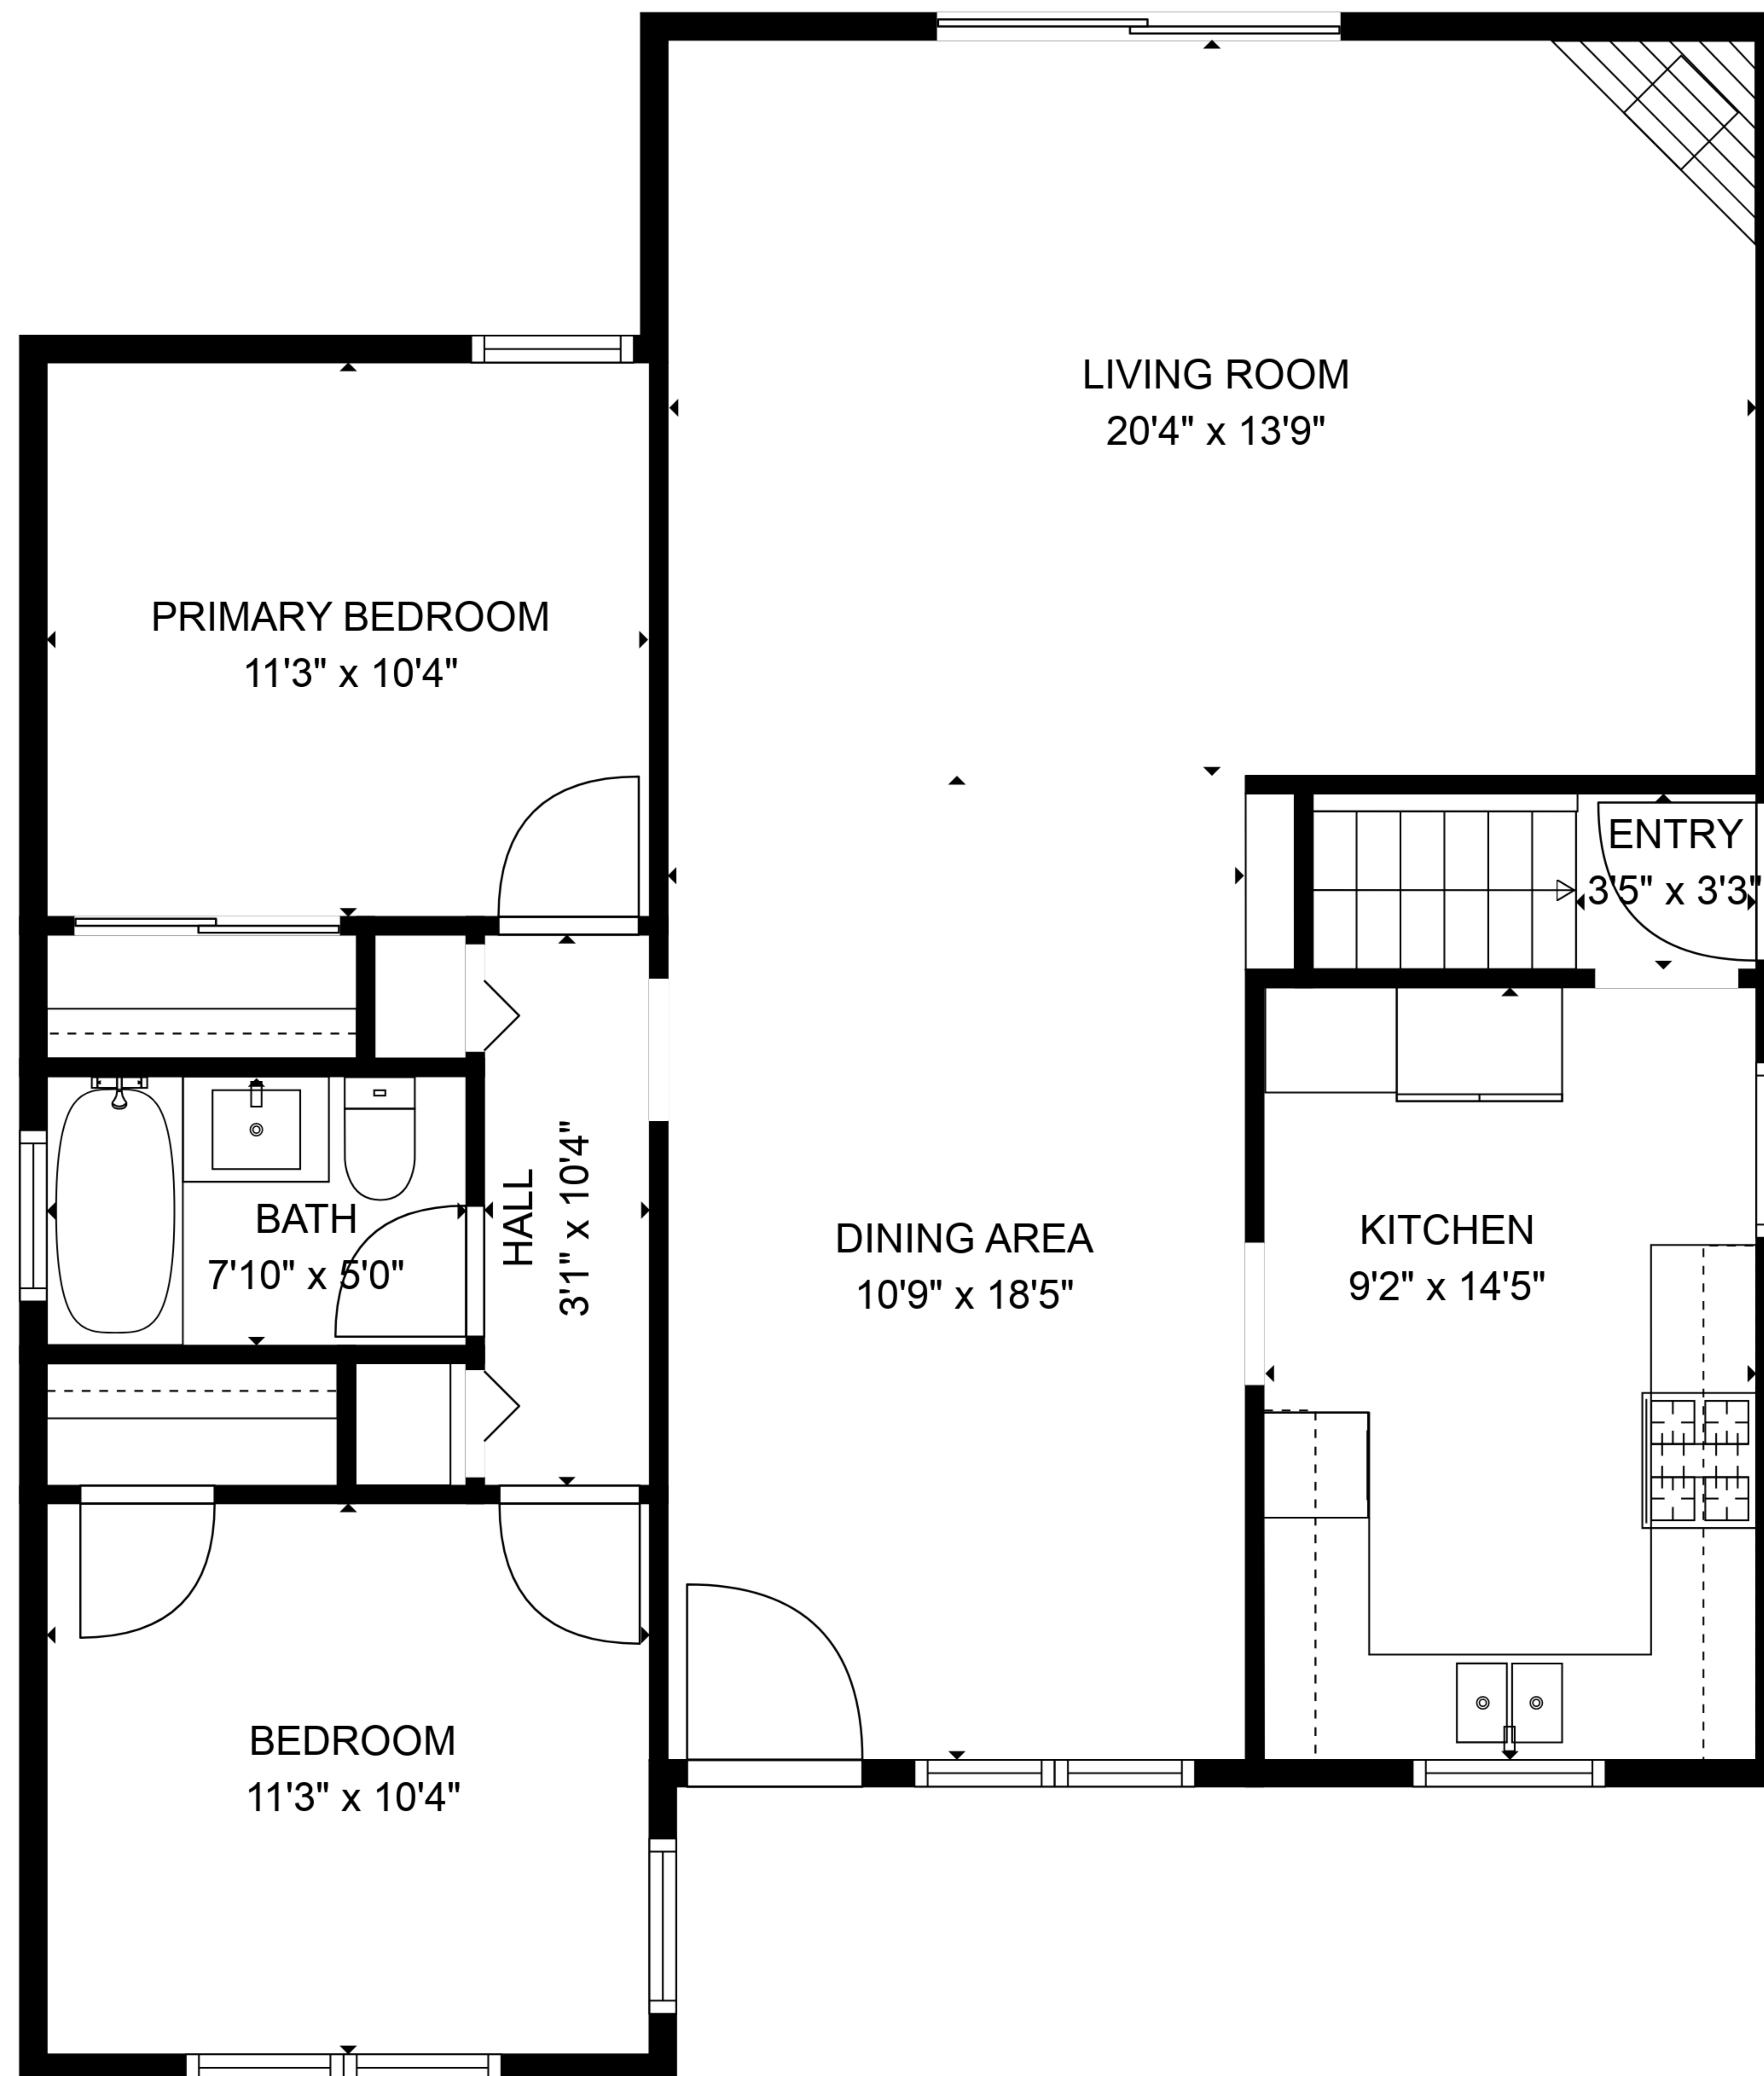 LIVING ROOM
20'4" x 13'9"
PRIMARY BEDROOM
11'3" x 10'4"
ENTRY
3'5" x 3'3"
BATH
7'10" x 5'0"
HALL
3'1" x 10'4"
DINING AREA
10'9" x 18'5"
KITCHEN
9'2" x 14'5"
BEDROOM
11'3" x 10'4"